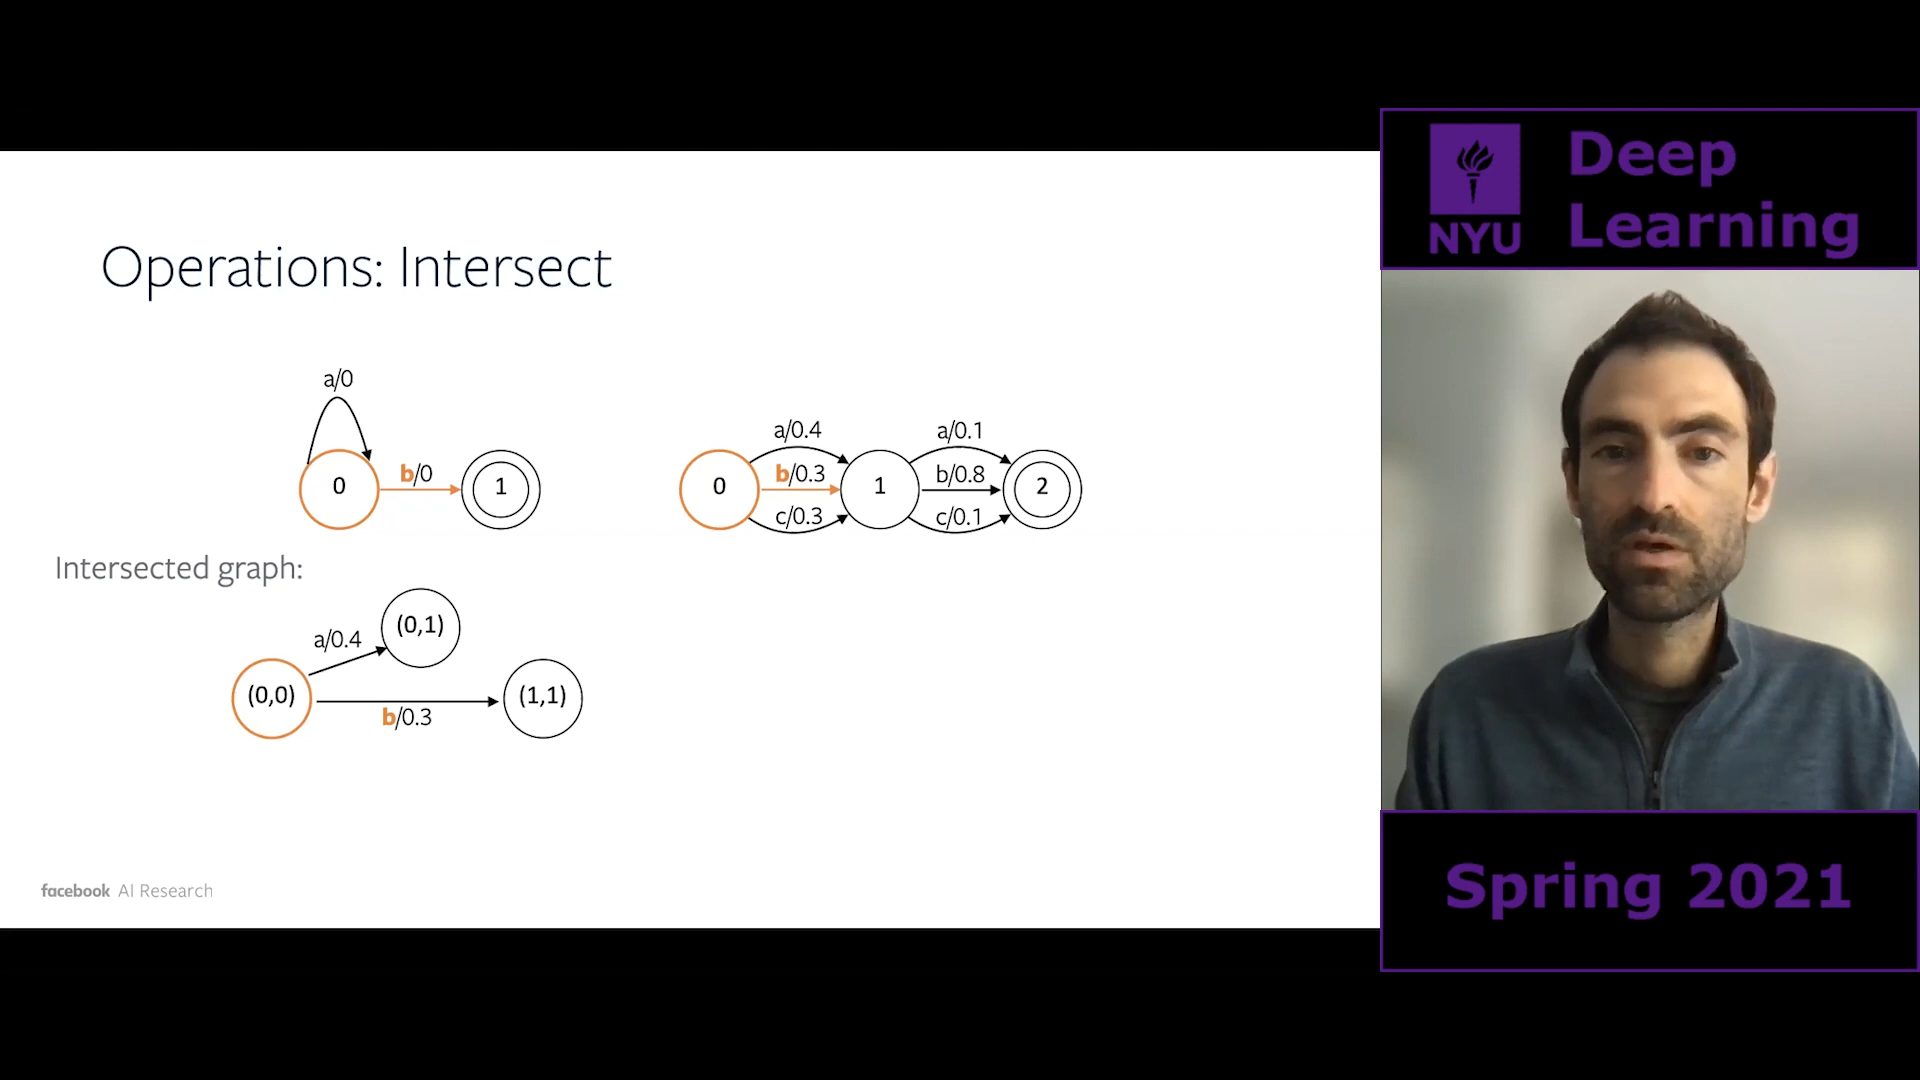 Operations: Intersect
a/0
0
b/0
1
0
a/0.4
b/0.3
c/0.3
1
a/0.1
b/0.8
c/0.1
2
Intersected graph:
(0,0)
a/0.4
(0,1)
b/0.3
(1,1)
facebook AI Research
NYU
Deep
Learning
Spring 2021